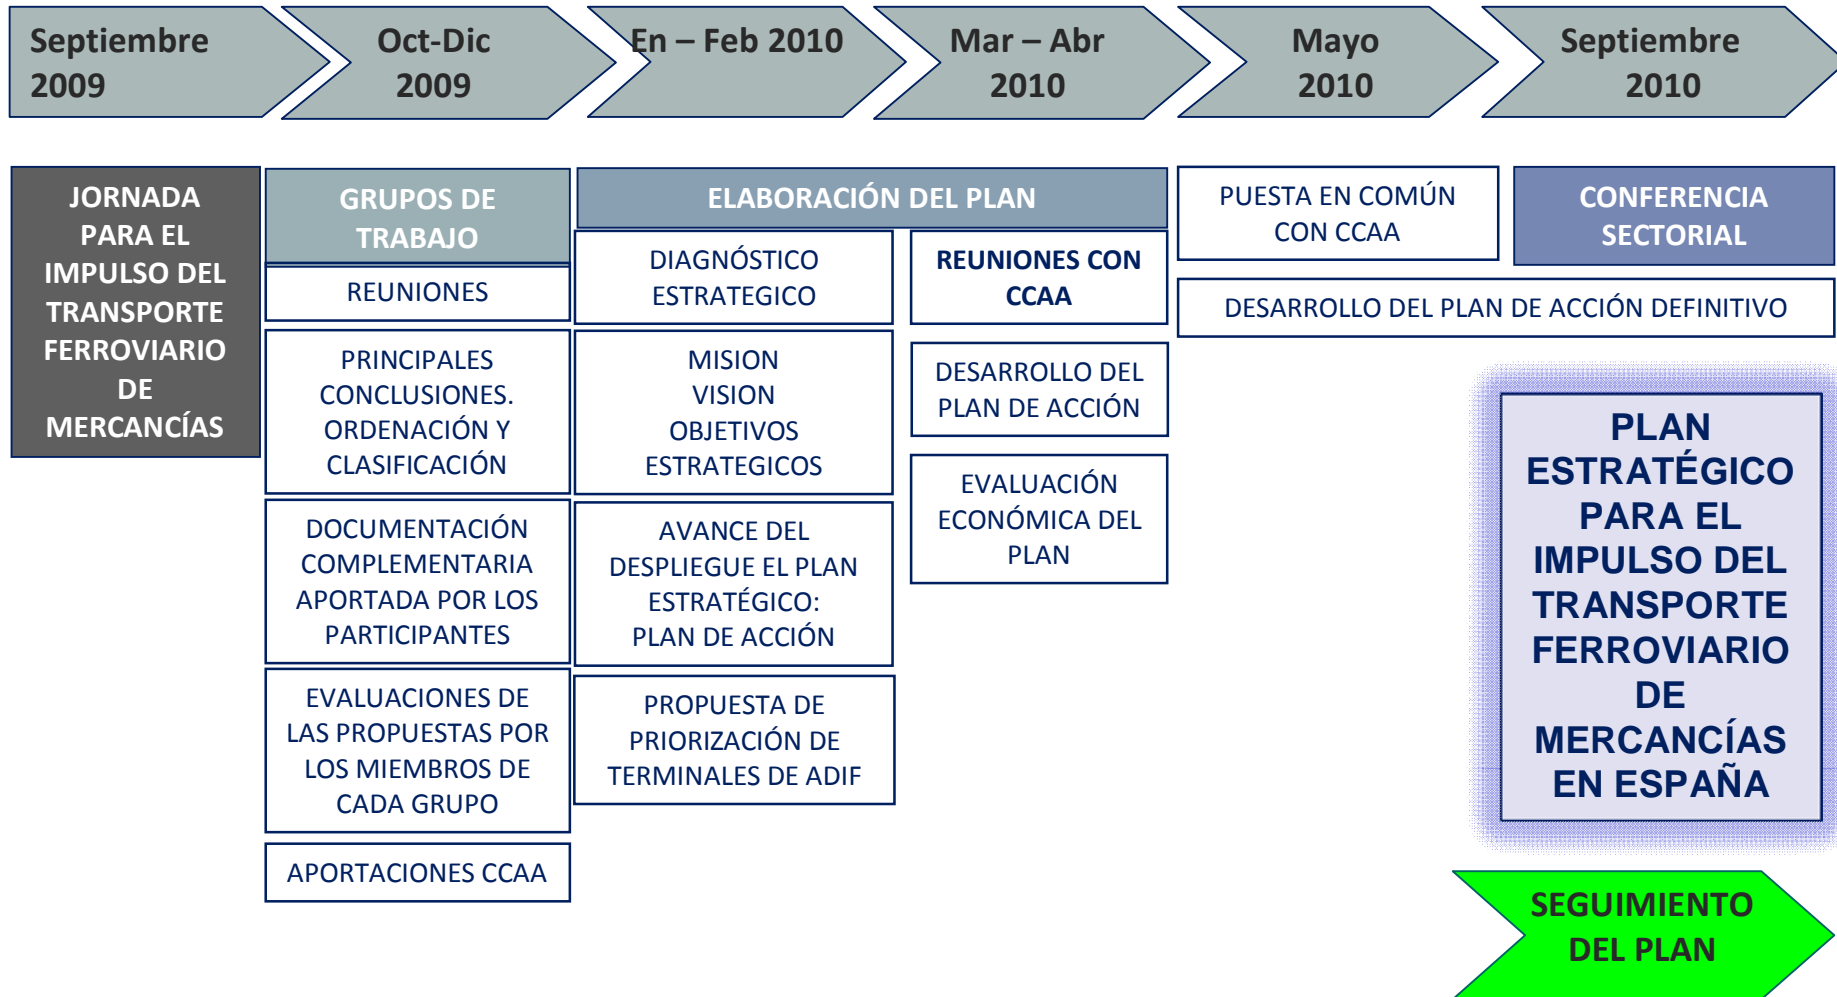 Septiembre
2009
Oct-Dic
2009
En – Feb 2010
Mar – Abr
2010
Mayo
2010
Septiembre
2010
JORNADA
PARA EL
IMPULSO DEL
TRANSPORTE
FERROVIARIO
DE
MERCANCÍAS
GRUPOS DE
TRABAJO
REUNIONES
PRINCIPALES
CONCLUSIONES.
ORDENACIÓN Y
CLASIFICACIÓN
DOCUMENTACIÓN
COMPLEMENTARIA
APORTADA POR LOS
PARTICIPANTES
EVALUACIONES DE
LAS PROPUESTAS POR
LOS MIEMBROS DE
CADA GRUPO
APORTACIONES CCAA
ELABORACIÓN DEL PLAN
DIAGNÓSTICO
ESTRATEGICO
MISION
VISION
OBJETIVOS
ESTRATEGICOS
AVANCE DEL
DESPLIEGUE EL PLAN
ESTRATÉGICO:
PLAN DE ACCIÓN
PROPUESTA DE
PRIORIZACIÓN DE
TERMINALES DE ADIF
REUNIONES CON
CCAA
DESARROLLO DEL
PLAN DE ACCIÓN
EVALUACIÓN
ECONÓMICA DEL
PLAN
PUESTA EN COMÚN
CON CCAA
CONFERENCIA
SECTORIAL
DESARROLLO DEL PLAN DE ACCIÓN DEFINITIVO
PLAN
ESTRATÉGICO
PARA EL
IMPULSO DEL
TRANSPORTE
FERROVIARIO
DE
MERCANCÍAS
EN ESPAÑA
SEGUIMIENTO
DEL PLAN